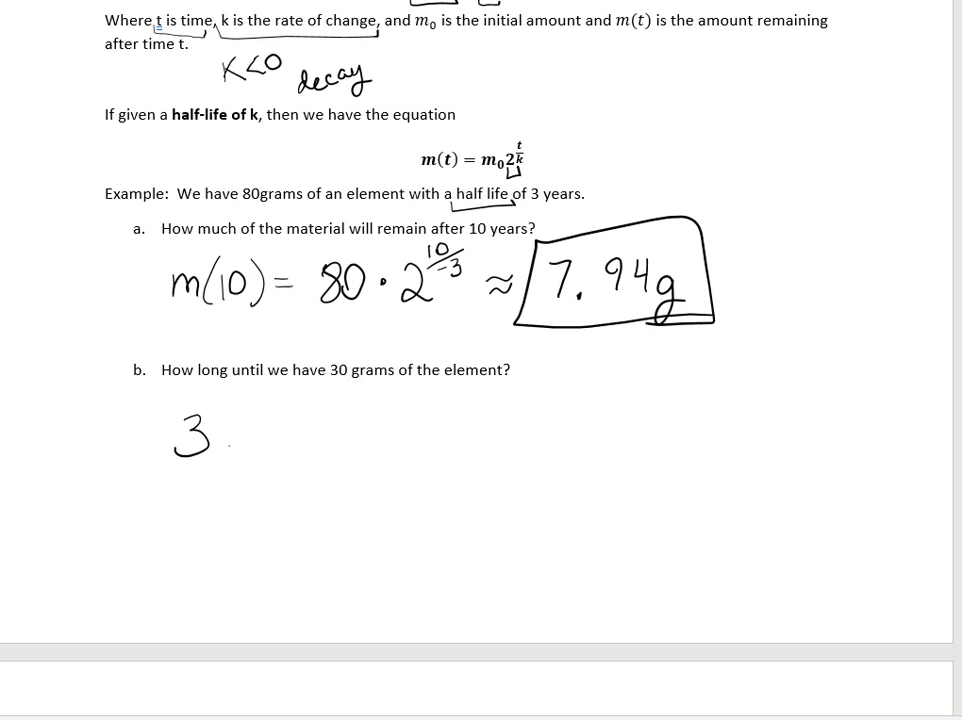 Where t is time, k is the rate of change, and m₀ is the initial amount and m(t) is the amount remaining
after time t.
K<0 decay
If given a half-life of k, then we have the equation
m(t) = m₀2^(t/k)
Example: We have 80grams of an element with a half life of 3 years.
a. How much of the material will remain after 10 years?
m(10) = 80 · 2^(10/-3) ≈ 7.94g
b. How long until we have 30 grams of the element?
3